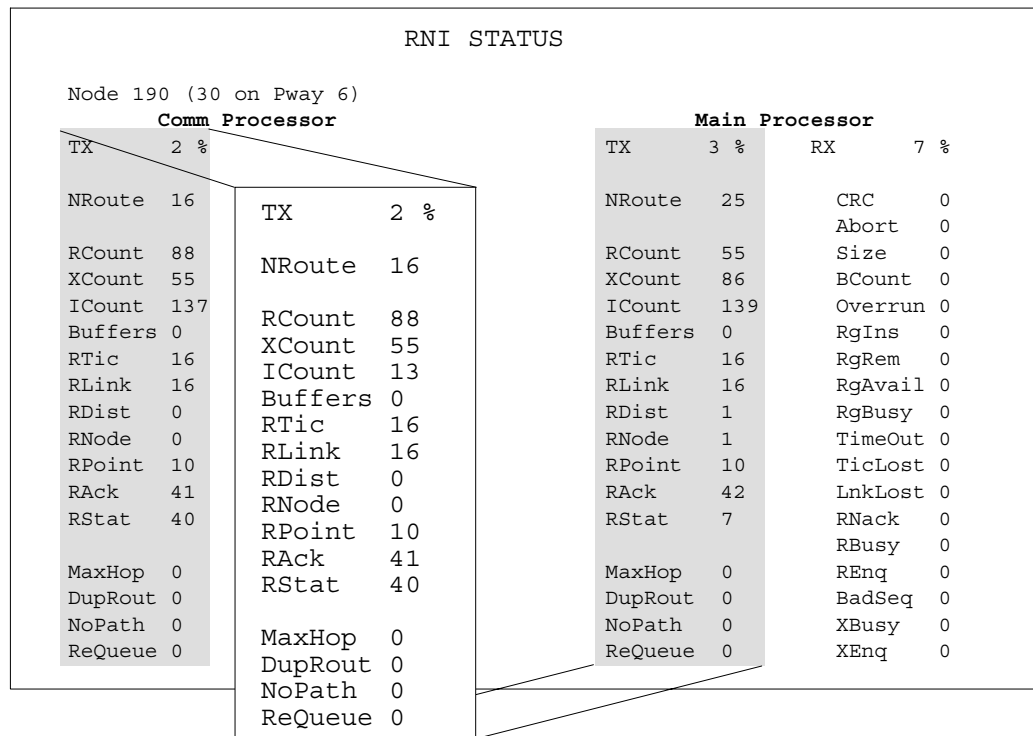 RNI STATUS
Node 190 (30 on Pway 6)
Comm Processor
TX 2 %
NRoute 16
RCount 88
XCount 55
ICount 137
Buffers 0
RTic 16
RLink 16
RDist 0
RNode 0
RPoint 10
RAck 41
RStat 40
MaxHop 0
DupRout 0
NoPath 0
ReQueue 0
TX 2 %
NRoute 16
RCount 88
XCount 55
ICount 13
Buffers 0
RTic 16
RLink 16
RDist 0
RNode 0
RPoint 10
RAck 41
RStat 40
MaxHop 0
DupRout 0
NoPath 0
ReQueue 0
Main Processor
TX 3 % RX 7 %
NRoute 25 CRC 0
Abort 0
RCount 55 Size 0
XCount 86 BCount 0
ICount 139 Overrun 0
Buffers 0 RgIns 0
RTic 16 RgRem 0
RLink 16 RgAvail 0
RDist 1 RgBusy 0
RNode 1 TimeOut 0
RPoint 10 TicLost 0
RAck 42 LnkLost 0
RStat 7 RNack 0
RBusy 0
MaxHop 0 REnq 0
DupRout 0 BadSeq 0
NoPath 0 XBusy 0
ReQueue 0 XEnq 0